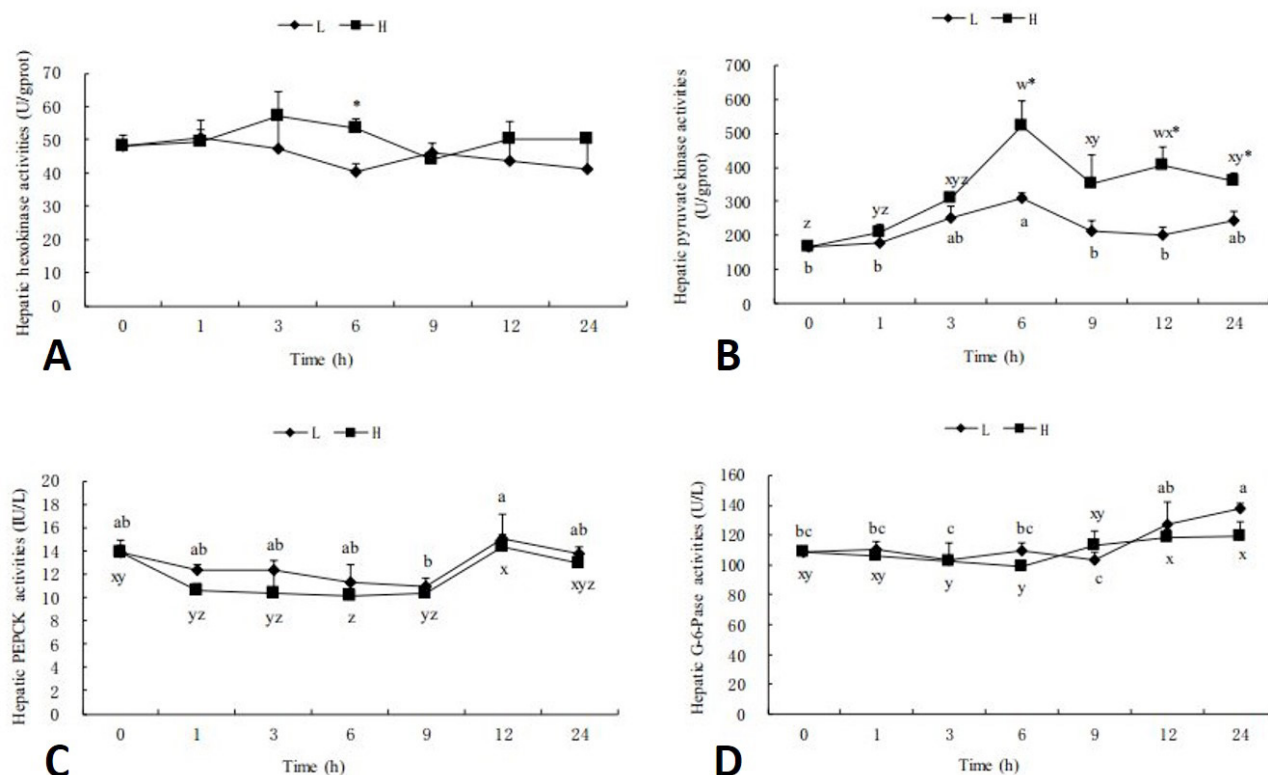 L H
Hepatic hexokinase activities (U/gprot)
70
60
*
50
40
30
20
10
0
0 1 3 6 9 12 24
Time (h)
A
L H
Hepatic pyruvate kinase activities
(U/gprot)
700
w*
600
500
xy wx*
xy*
400
xyz
300
z yz
200
ab a b b ab
b b
100
0
0 1 3 6 9 12 24
Time (h)
B
L H
Hepatic PEPCK activities (IU/L)
20
18
a
16
ab ab ab ab b ab
14
12
10
xy yz yz z yz x xyz
8
6
4
2
0
0 1 3 6 9 12 24
Time (h)
C
L H
Hepatic G-6-Pase activities (U/L)
160
ab a
140
bc bc c bc xy
120
100
xy xy y y c x x
80
60
40
20
0
0 1 3 6 9 12 24
Time (h)
D